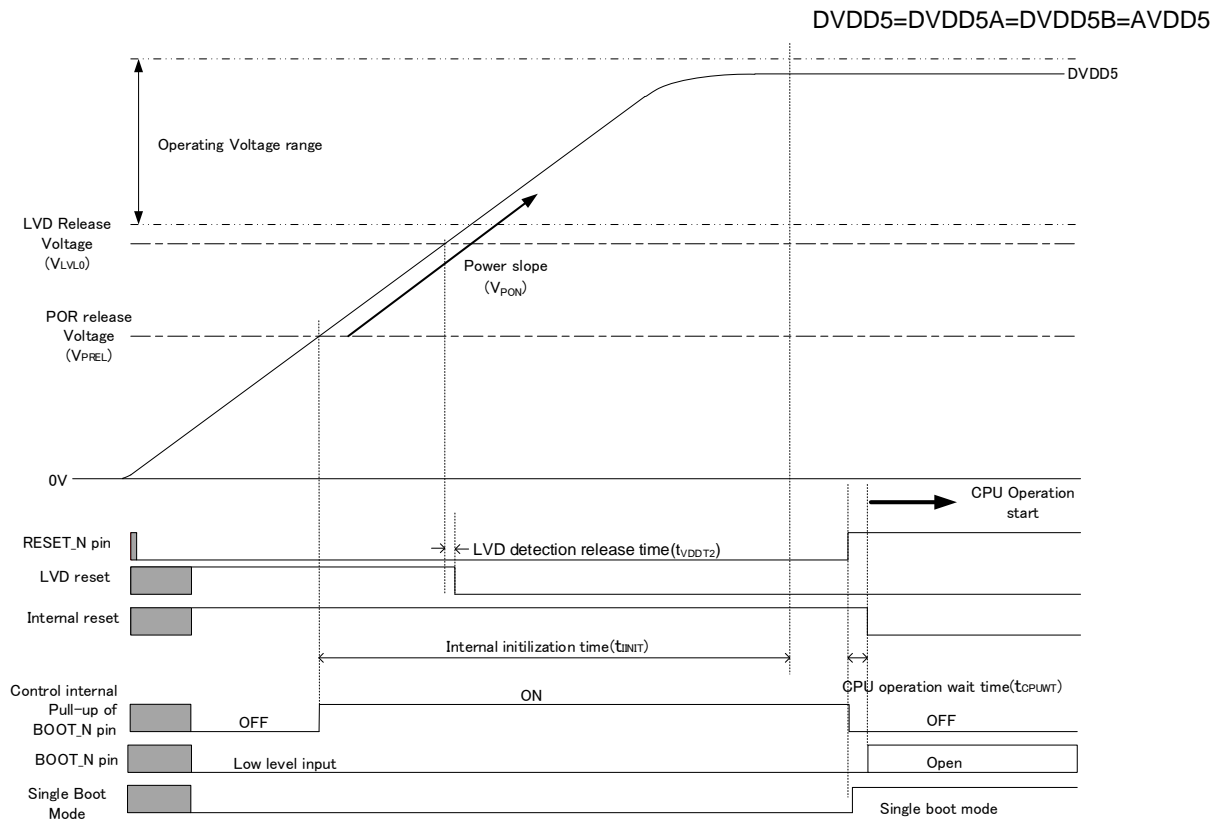 DVDD5=DVDD5A=DVDD5B=AVDD5
DVDD5
Operating Voltage range
LVD Release
Voltage
(VLVL0)
Power slope
(VPON)
POR release
Voltage
(VPREL)
0V
CPU Operation
start
RESET_N pin
LVD detection release time(tVDDT2)
LVD reset
Internal reset
Internal initilization time(tIINIT)
Control internal
Pull-up of
BOOT_N pin
OFF
ON
CPU operation wait time(tCPUWT)
OFF
BOOT_N pin
Low level input
Open
Single Boot
Mode
Single boot mode